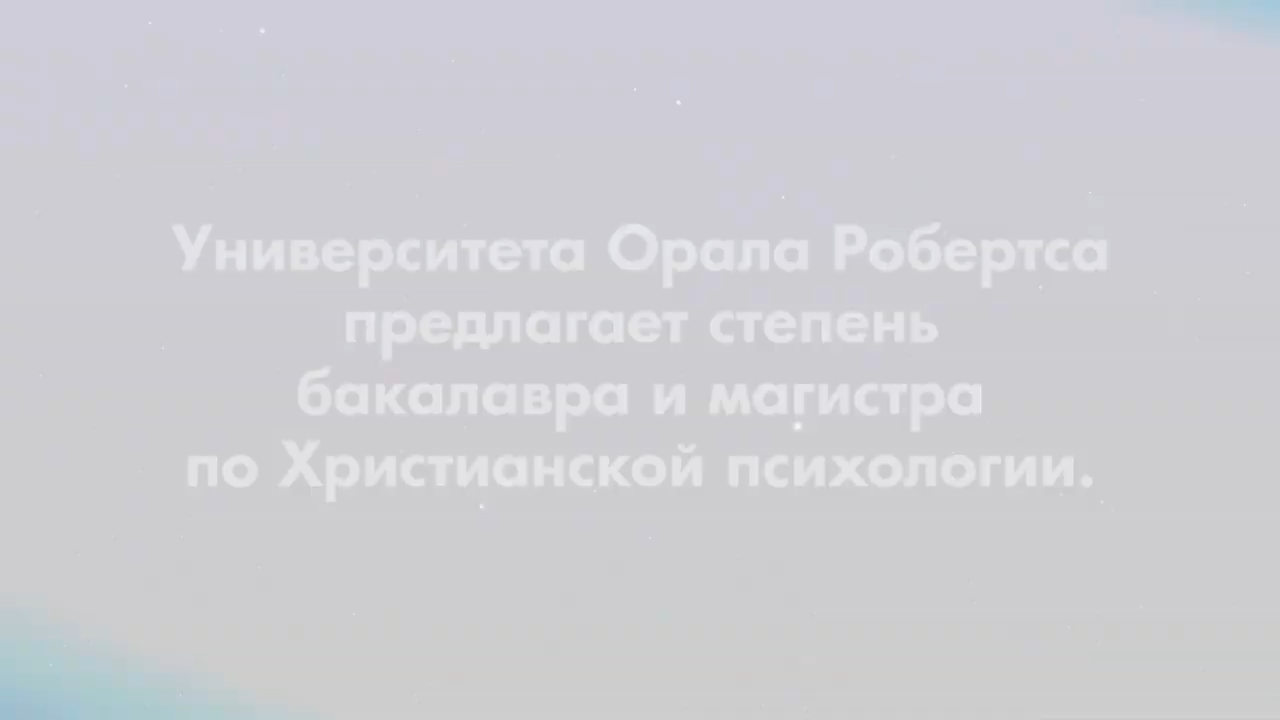 Университета Орала Робертса
предлагает степень
бакалавра и магистра
по Христианской психологии.